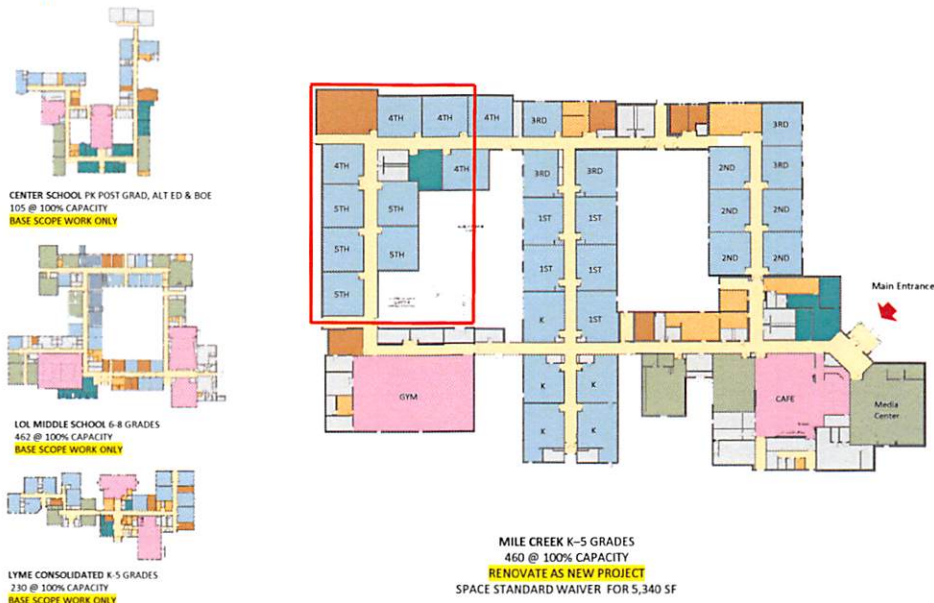 CENTER SCHOOL PK POST GRAD, ALT ED & BOE
105 @ 100% CAPACITY
BASE SCOPE WORK ONLY
LOL MIDDLE SCHOOL 6-8 GRADES
462 @ 100% CAPACITY
BASE SCOPE WORK ONLY
LYME CONSOLIDATED K-5 GRADES
230 @ 100% CAPACITY
BASE SCOPE WORK ONLY
4TH
4TH
4TH
3RD
3RD
4TH
4TH
3RD
3RD
2ND
3RD
5TH
5TH
1ST
1ST
2ND
2ND
5TH
5TH
1ST
1ST
2ND
2ND
5TH
K
1ST
Main Entrance
GYM
K
K
CAFE
Media
Center
K
K
MILE CREEK K–5 GRADES
460 @ 100% CAPACITY
RENOVATE AS NEW PROJECT
SPACE STANDARD WAIVER FOR 5,340 SF